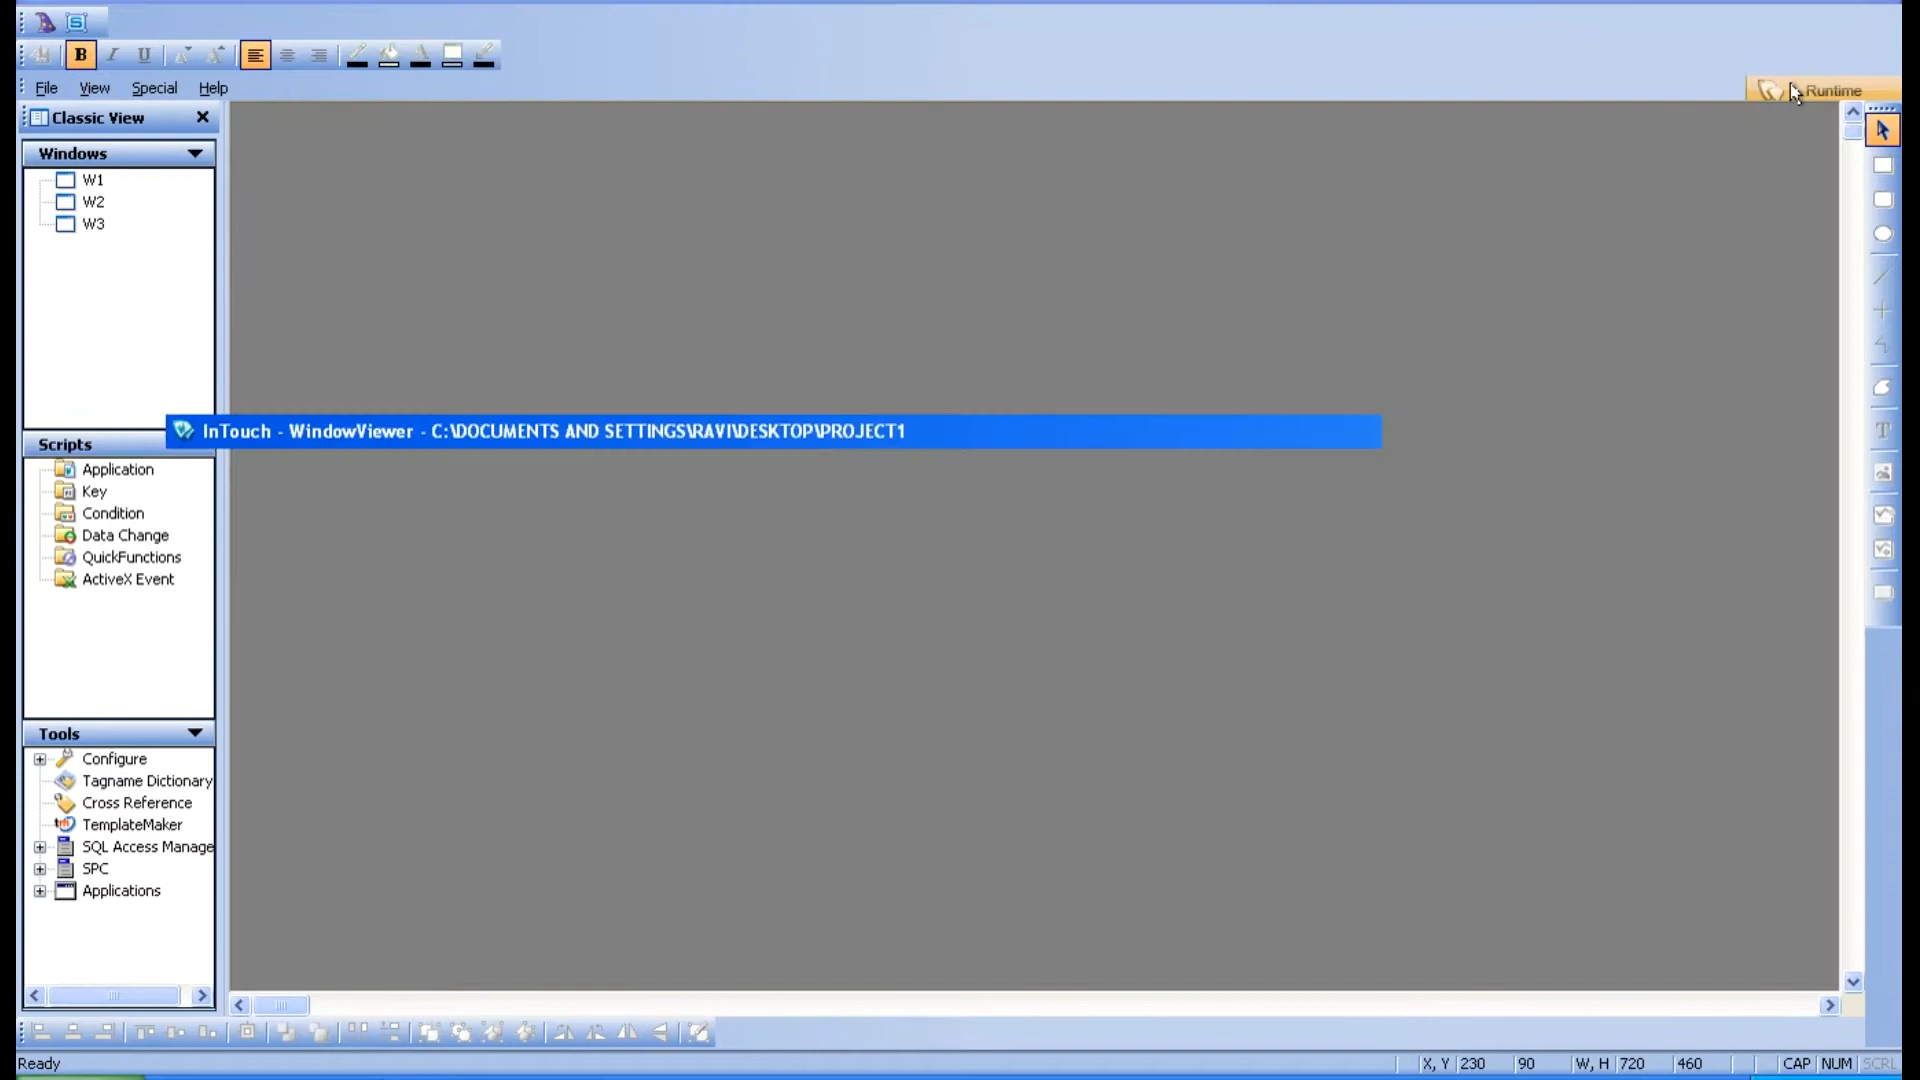 S
B I U
File View Special Help
Runtime
Classic View
Windows
W1
W2
W3
InTouch - WindowViewer - C:\DOCUMENTS AND SETTINGS\RAVI\DESKTOP\PROJECT1
Scripts
Application
Key
Condition
Data Change
QuickFunctions
ActiveX Event
T
Tools
Configure
Tagname Dictionary
Cross Reference
TemplateMaker
SQL Access Manage
SPC
Applications
Ready
X, Y 230 90 W, H 720 460 CAP NUM SCRL